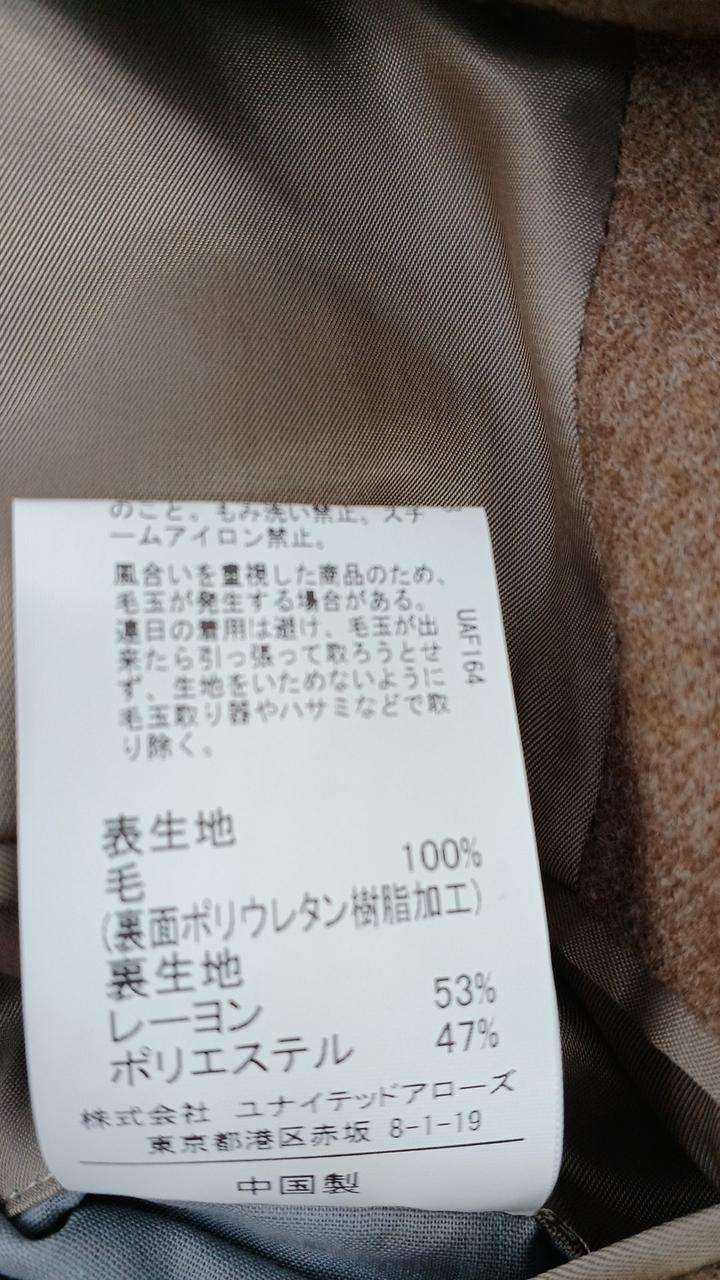 のこと。もみ洗い禁止。スチ
ームアイロン禁止。
風合いを重視した商品のため、
毛玉が発生する場合がある。
連日の着用は避け、毛玉が出
来たら引っ張って取ろうとせ
ず、生地をいためないように
毛玉取り器やハサミなどで取
り除く。
UAF164
表生地
毛 100%
(裏面ポリウレタン樹脂加工)
裏生地
レーヨン 53%
ポリエステル 47%
株式会社 ユナイテッドアローズ
東京都港区赤坂 8-1-19
中国製